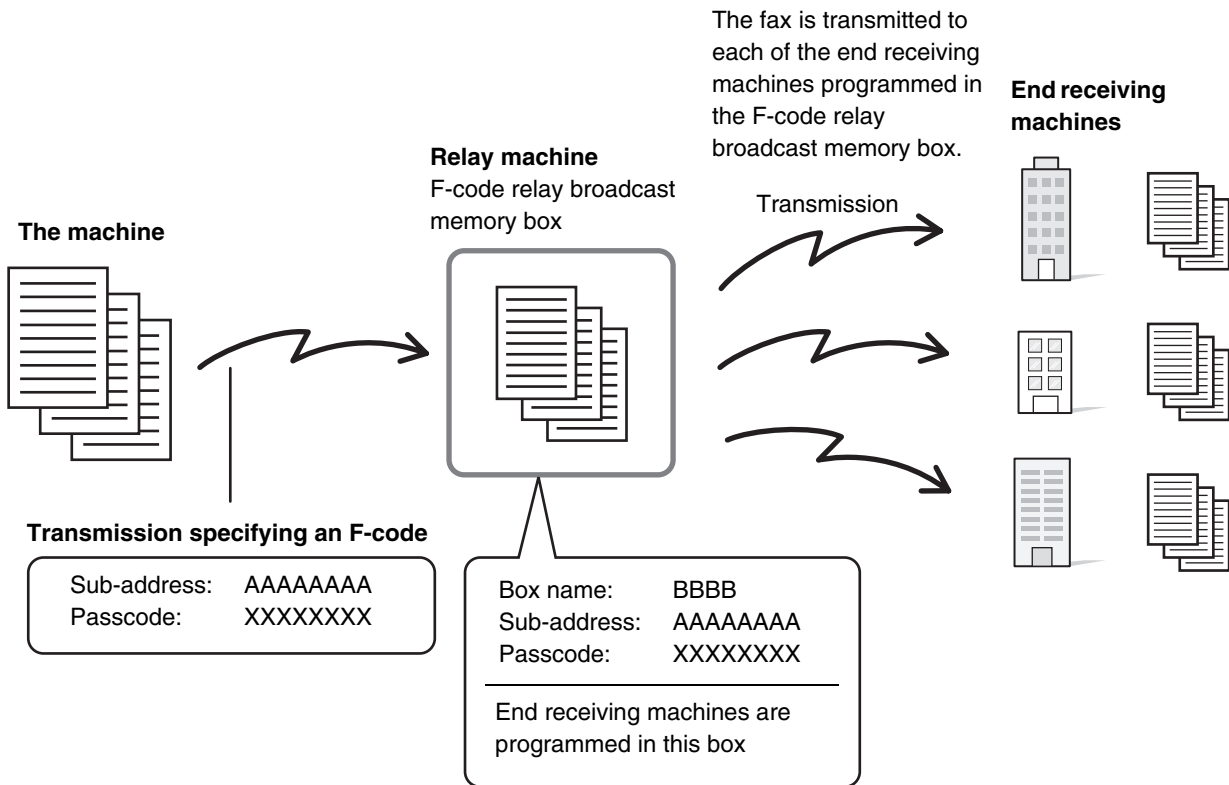 The fax is transmitted to
each of the end receiving
machines programmed in
the F-code relay
broadcast memory box.
End receiving
machines
Relay machine
F-code relay broadcast
memory box
Transmission
The machine
Transmission specifying an F-code
Sub-address: AAAAAAAA
Passcode: XXXXXXXX
Box name: BBBB
Sub-address: AAAAAAAA
Passcode: XXXXXXXX
End receiving machines are
programmed in this box